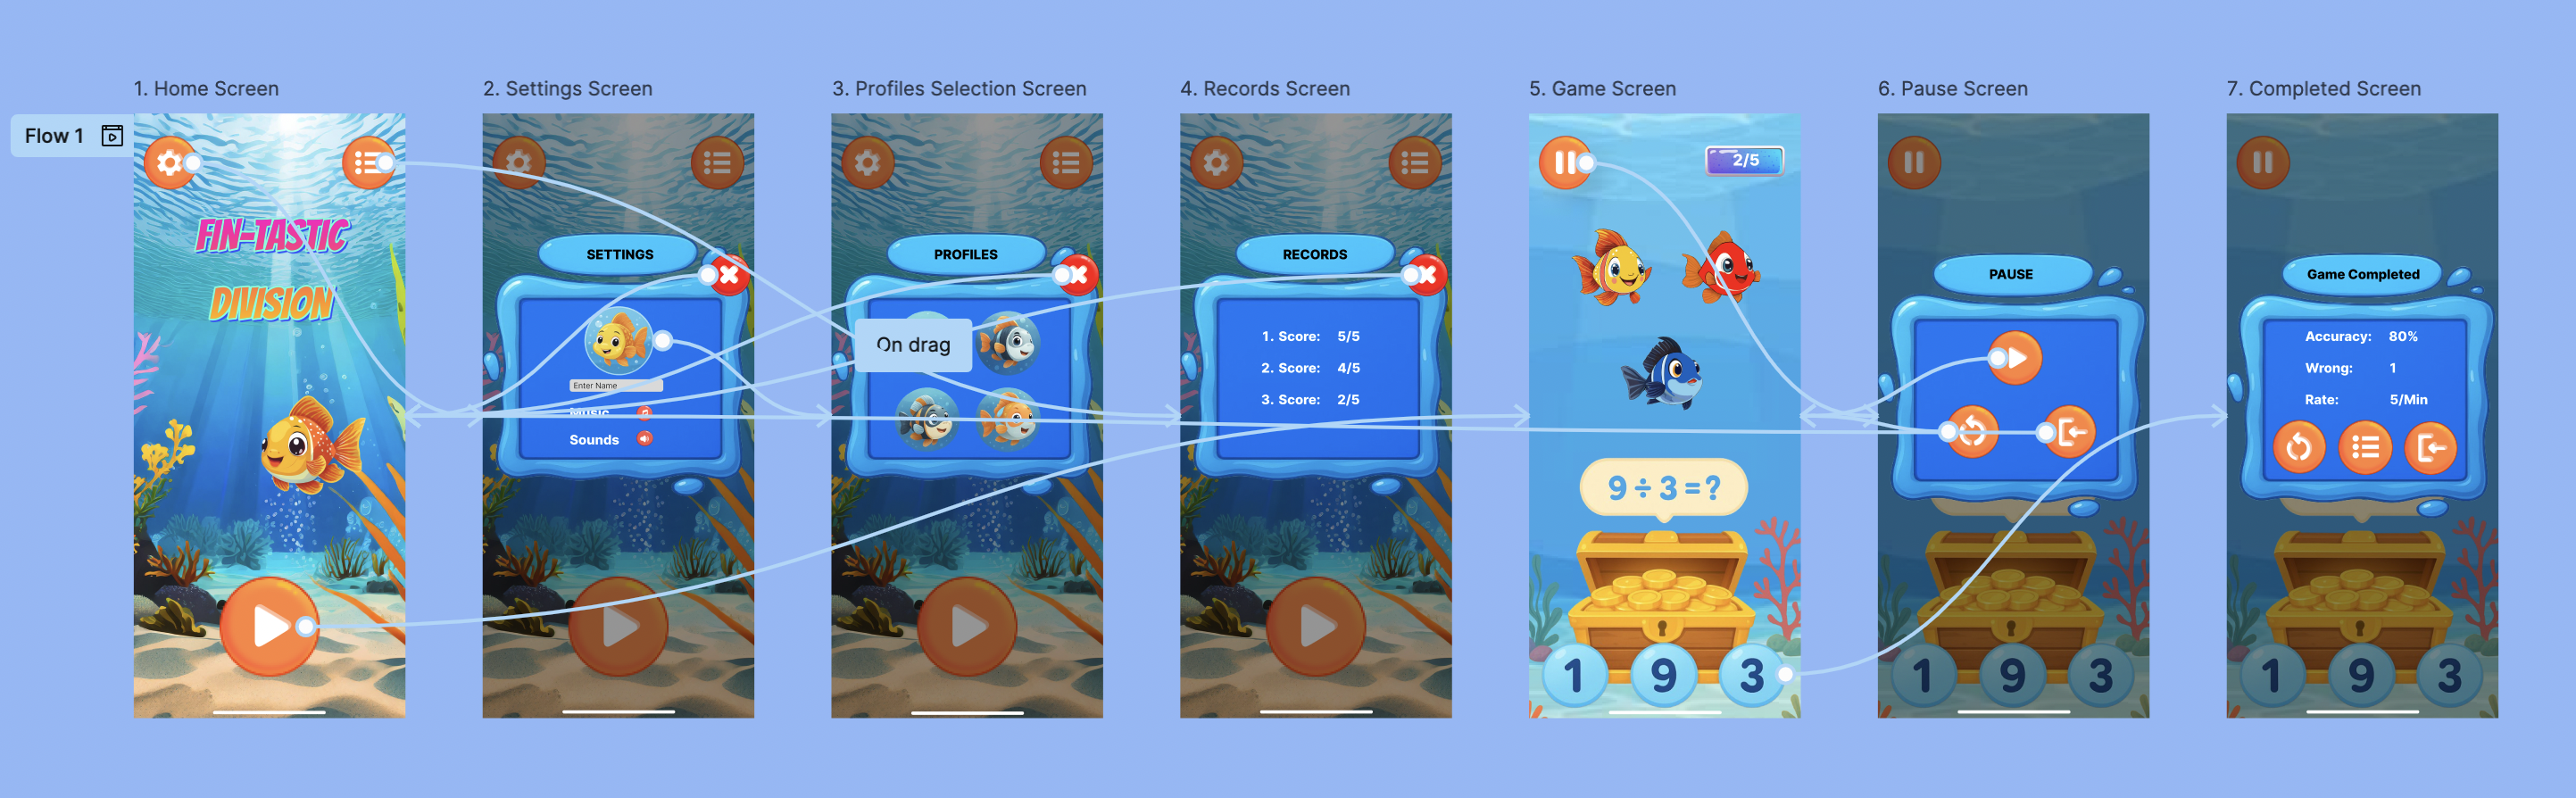 1. Home Screen
2. Settings Screen
3. Profiles Selection Screen
4. Records Screen
5. Game Screen
6. Pause Screen
7. Completed Screen
Flow 1
FIN-TASTIC
DIVISION
SETTINGS
Enter Name
Music
Sounds
PROFILES
On drag
RECORDS
1. Score: 5/5
2. Score: 4/5
3. Score: 2/5
2/5
9 ÷ 3 = ?
1 9 3
PAUSE
1 9 3
Game Completed
Accuracy: 80%
Wrong: 1
Rate: 5/Min
1 9 3